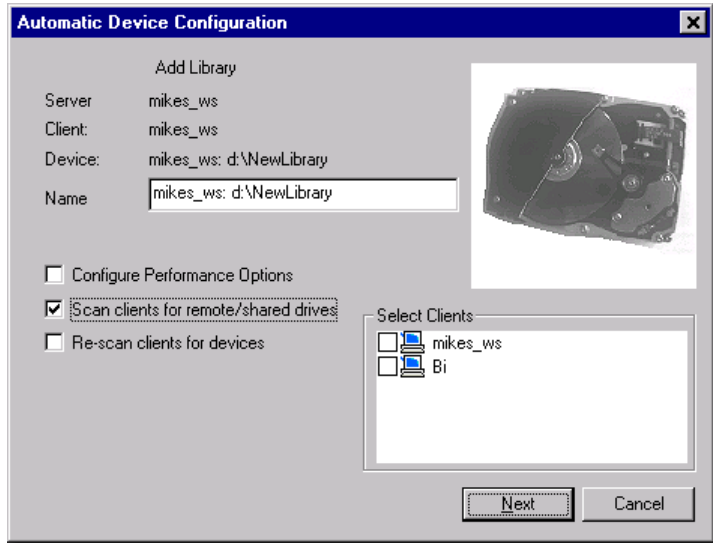 Automatic Device Configuration
Add Library
Server mikes_ws
Client: mikes_ws
Device: mikes_ws: d:\NewLibrary
Name mikes_ws: d:\NewLibrary
Configure Performance Options
Scan clients for remote/shared drives
Re-scan clients for devices
Select Clients
mikes_ws
Bi
Next Cancel